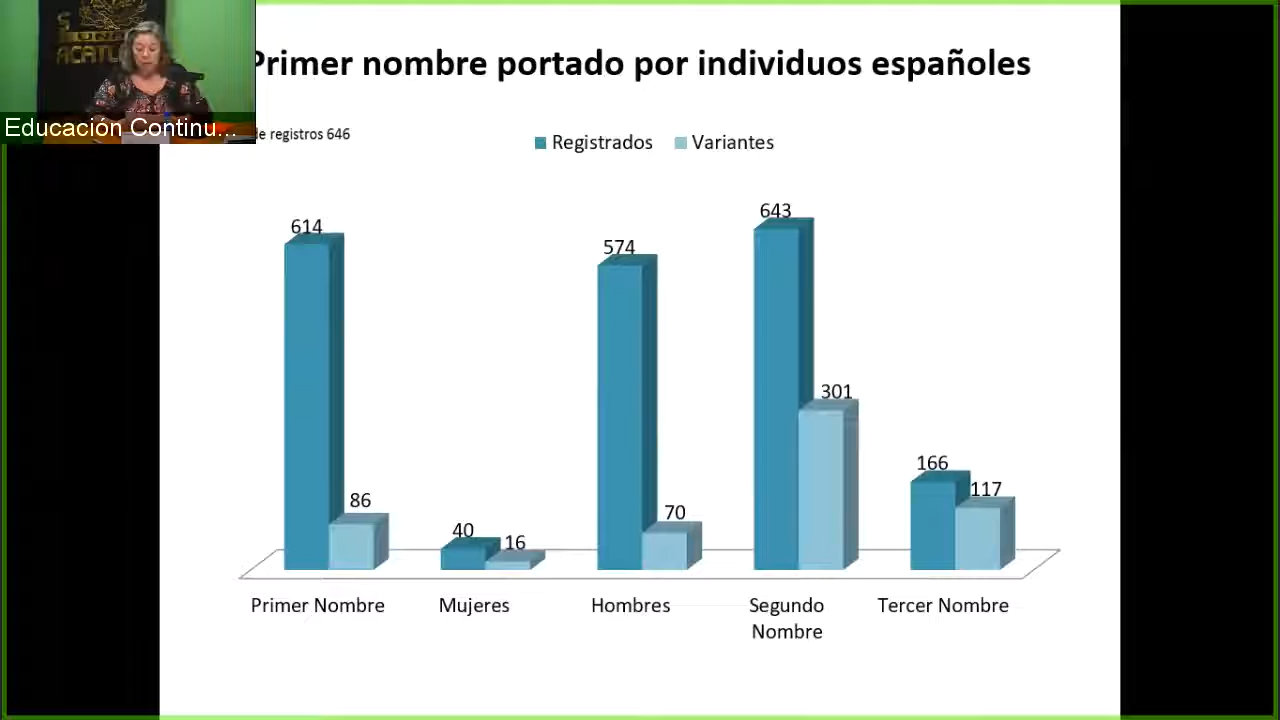 ACATL
Educación Continu...
Primer nombre portado por individuos españoles
de registros 646
Registrados
Variantes
614
86
40
16
574
70
643
301
166
117
Primer Nombre
Mujeres
Hombres
Segundo
Nombre
Tercer Nombre